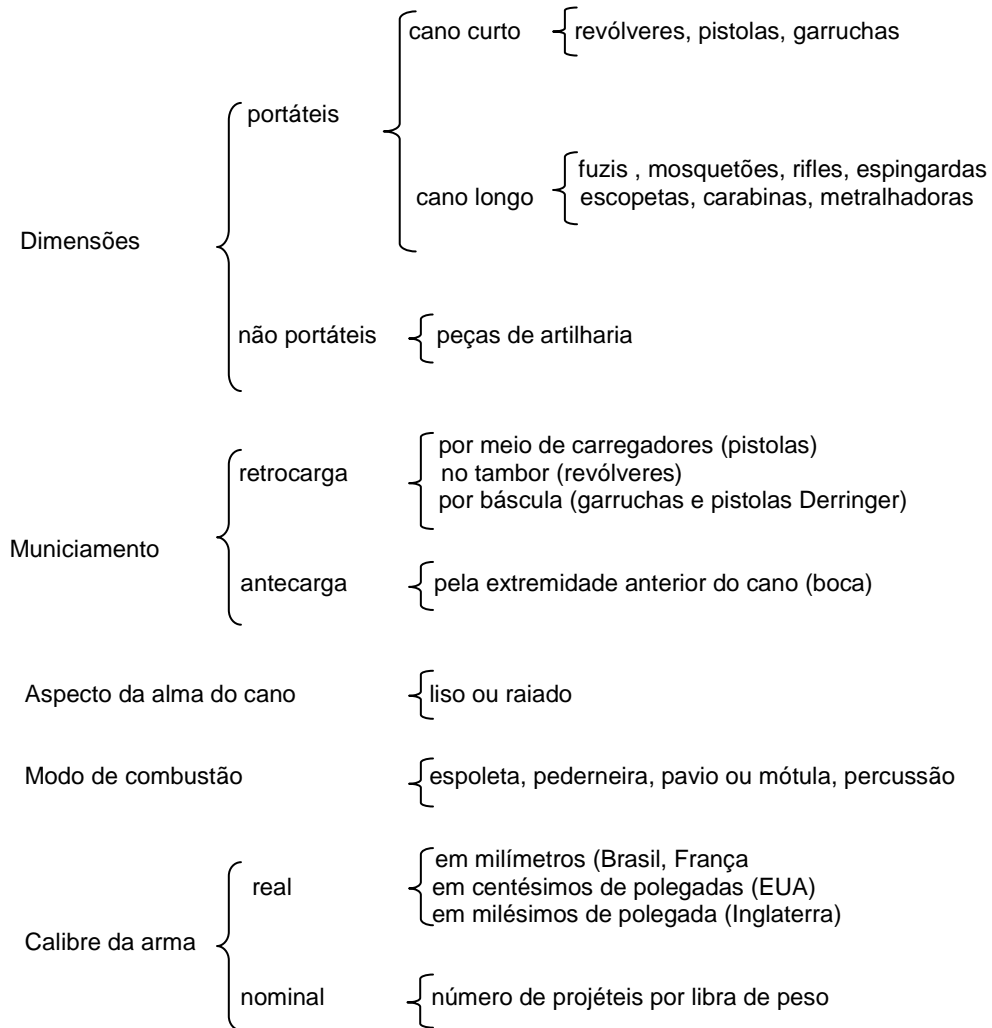 cano curto
revólveres, pistolas, garruchas
portáteis
fuzis , mosquetões, rifles, espingardas
cano longo
escopetas, carabinas, metralhadoras
Dimensões
não portáteis
peças de artilharia
por meio de carregadores (pistolas)
retrocarga
no tambor (revólveres)
por báscula (garruchas e pistolas Derringer)
Municiamento
antecarga
pela extremidade anterior do cano (boca)
Aspecto da alma do cano
liso ou raiado
Modo de combustão
espoleta, pederneira, pavio ou mótula, percussão
em milímetros (Brasil, França
real
em centésimos de polegadas (EUA)
em milésimos de polegada (Inglaterra)
Calibre da arma
nominal
número de projéteis por libra de peso